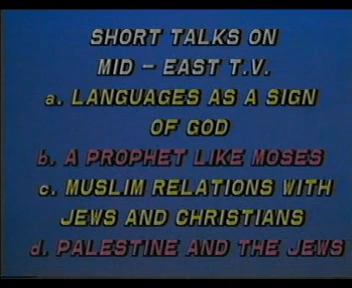 SHORT TALKS ON
MID - EAST T.V.
a. LANGUAGES AS A SIGN
OF GOD
b. A PROPHET LIKE MOSES
c. MUSLIM RELATIONS WITH
JEWS AND CHRISTIANS
d. PALESTINE AND THE JEWS